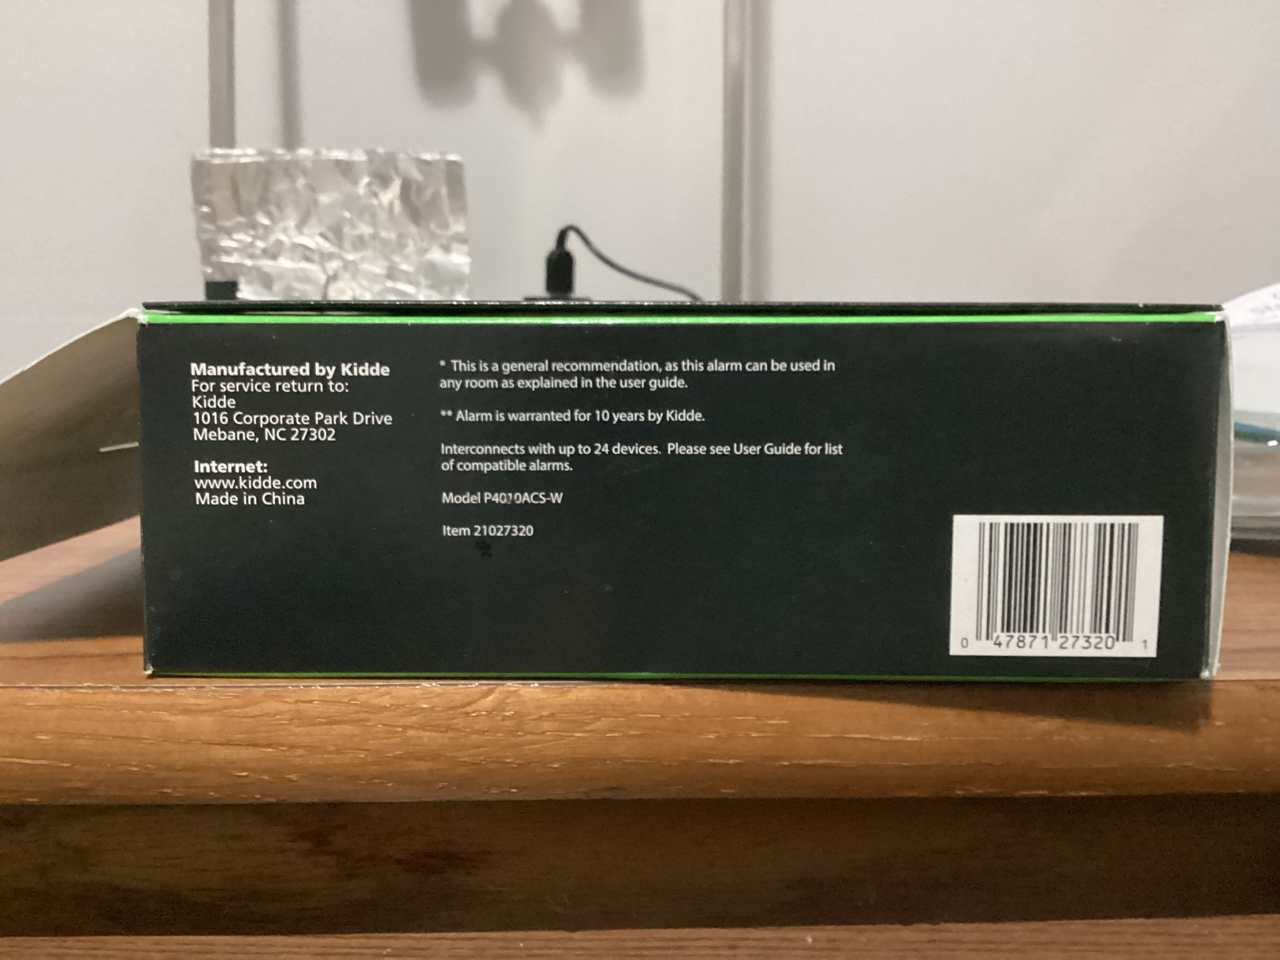 Manufactured by Kidde
For service return to:
Kidde
1016 Corporate Park Drive
Mebane, NC 27302
Internet:
www.kidde.com
Made in China
* This is a general recommendation, as this alarm can be used in
any room as explained in the user guide.
** Alarm is warranted for 10 years by Kidde.
Interconnects with up to 24 devices. Please see User Guide for list
of compatible alarms.
Model P4010ACS-W
Item 21027320
0 47871 27320 1